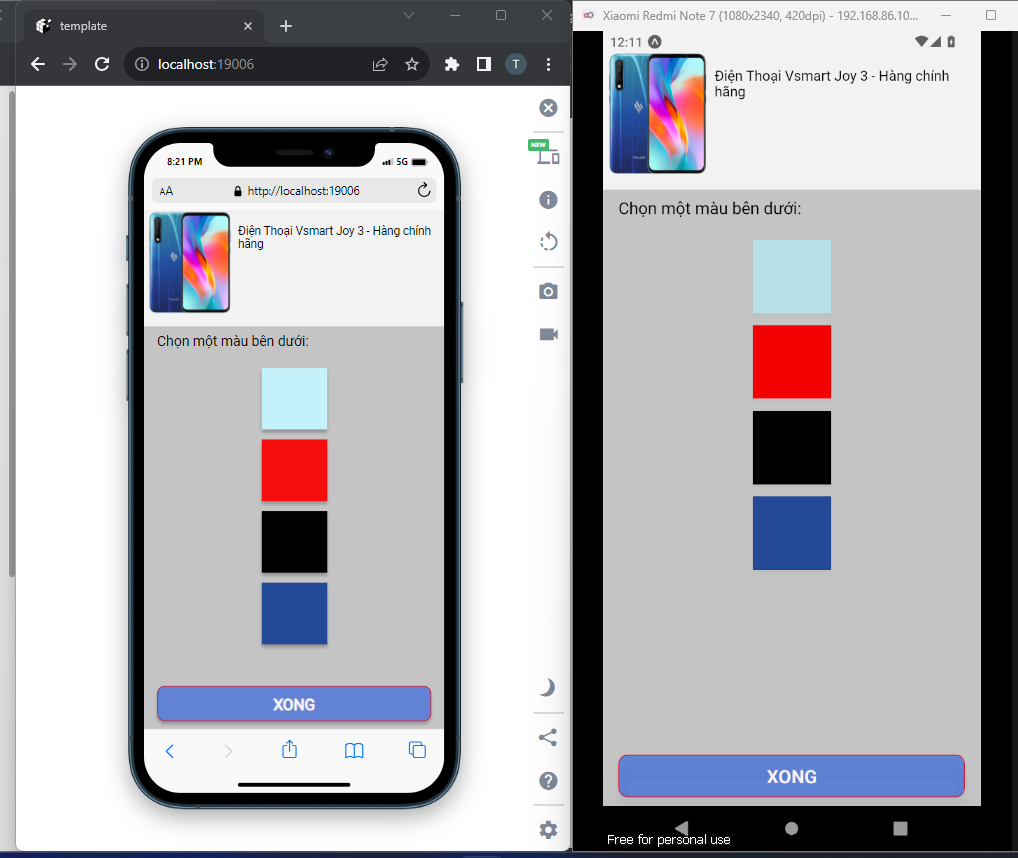 template
localhost:19006
T
NEW
8:21 PM
5G
AA
http://localhost:19006
Điện Thoại Vsmart Joy 3 - Hàng chính
hãng
Chọn một màu bên dưới:
XONG
Xiaomi Redmi Note 7 (1080x2340, 420dpi) - 192.168.86.10...
12:11
Điện Thoại Vsmart Joy 3 - Hàng chính
hãng
Chọn một màu bên dưới:
XONG
Free for personal use